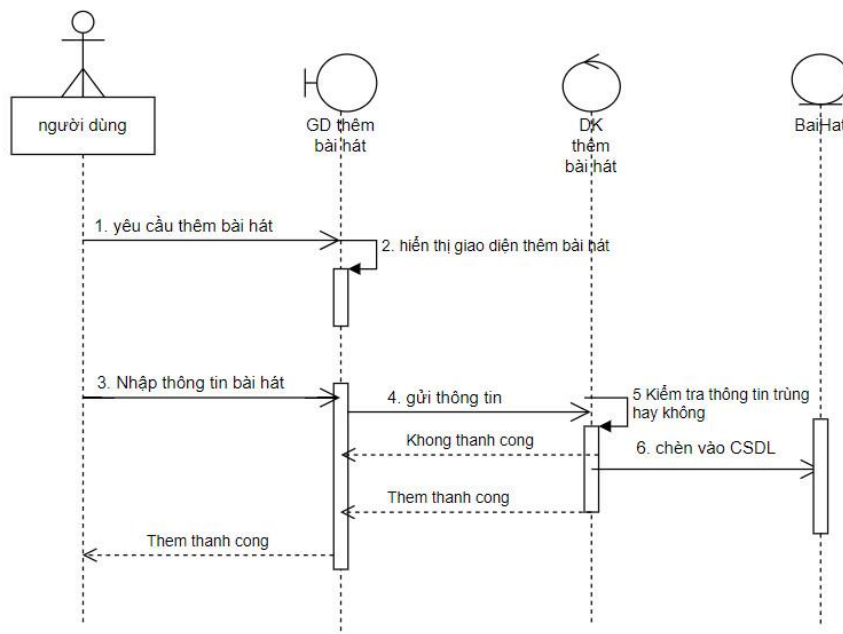 người dùng
GD thêm
bài hát
DK
thêm
bài hát
BaiHat
1. yêu cầu thêm bài hát
2. hiển thị giao diện thêm bài hát
3. Nhập thông tin bài hát
4. gửi thông tin
5 Kiểm tra thông tin trùng
hay không
Khong thanh cong
6. chèn vào CSDL
Them thanh cong
Them thanh cong